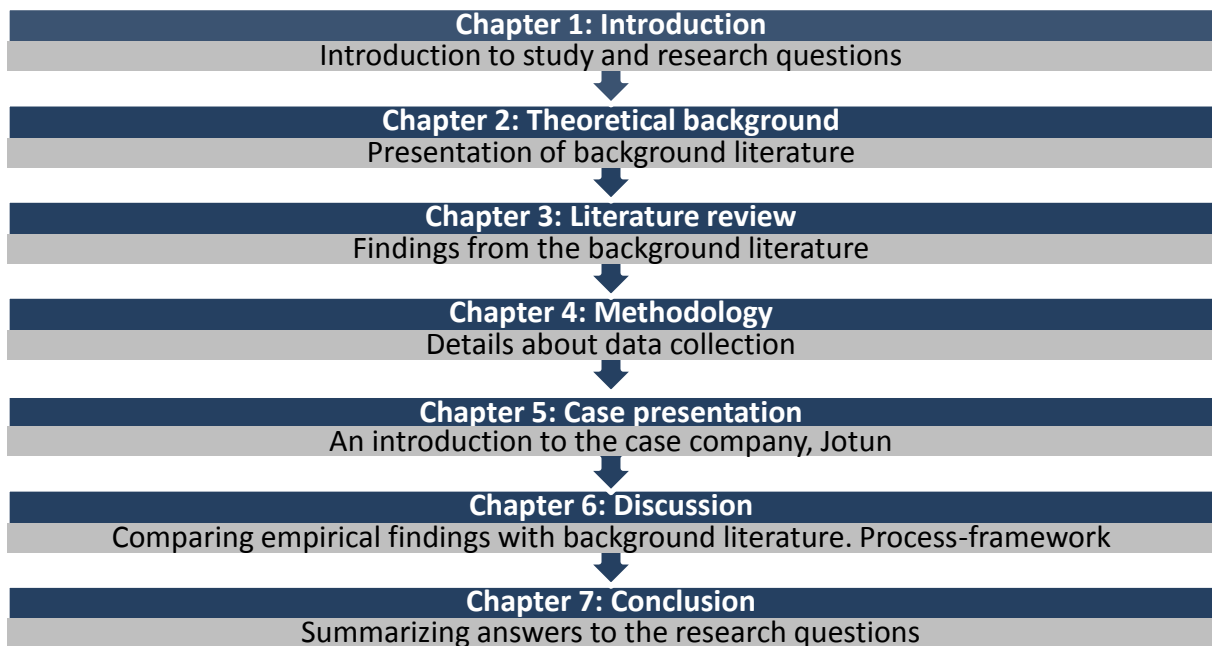 Chapter 1: Introduction
Introduction to study and research questions
Chapter 2: Theoretical background
Presentation of background literature
Chapter 3: Literature review
Findings from the background literature
Chapter 4: Methodology
Details about data collection
Chapter 5: Case presentation
An introduction to the case company, Jotun
Chapter 6: Discussion
Comparing empirical findings with background literature. Process-framework
Chapter 7: Conclusion
Summarizing answers to the research questions